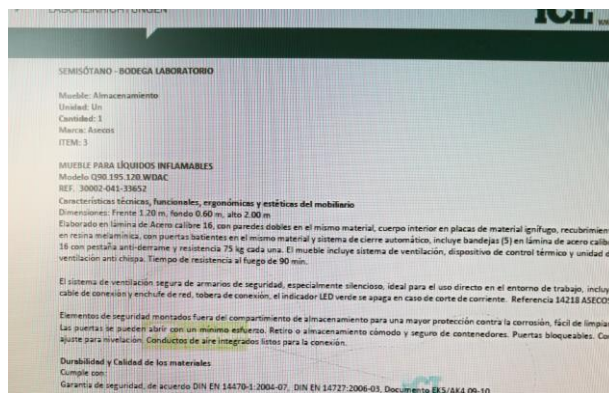 LABOREINRICHTUNGEN
ICL
SEMISÓTANO - BODEGA LABORATORIO
Mueble: Almacenamiento
Unidad: Un
Cantidad: 1
Marca: Asecos
ITEM: 3
MUEBLE PARA LÍQUIDOS INFLAMABLES
Modelo Q90.195.120.WDAC
REF. 30002-041-33652
Características técnicas, funcionales, ergonómicas y estéticas del mobiliario
Dimensiones: Frente 1.20 m, fondo 0.60 m, alto 2.00 m
Elaborado en lámina de Acero calibre 16, con paredes dobles en el mismo material, cuerpo interior en placas de material ignífugo, recubrimien
en resina melamínica, con puertas batientes en el mismo material y sistema de cierre automático, incluye bandejas (5) en lámina de acero calib
16 con pestaña anti-derrame y resistencia 75 kg cada una. El mueble incluye sistema de ventilación, dispositivo de control térmico y unidad d
ventilación anti chispa. Tiempo de resistencia al fuego de 90 min.
El sistema de ventilación segura de armarios de seguridad, especialmente silencioso, ideal para el uso directo en el entorno de trabajo, incluy
cable de conexión y enchufe de red, tobera de conexión, el indicador LED verde se apaga en caso de corte de corriente. Referencia 14218 ASECOS
Elementos de seguridad montados fuera del compartimiento de almacenamiento para una mayor protección contra la corrosión, fácil de limpiar
Las puertas se pueden abrir con un mínimo esfuerzo. Retiro o almacenamiento cómodo y seguro de contenedores. Puertas bloqueables. Con
ajuste para nivelación. Conductos de aire integrados listos para la conexión.
Durabilidad y Calidad de los materiales
Cumple con:
Garantía de seguridad, de acuerdo DIN EN 14470-1:2004-07, DIN EN 14727:2006-03, Documento EKS/AK4 09-10